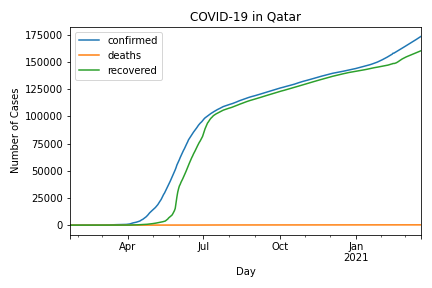 COVID-19 in Qatar
confirmed
deaths
recovered
Number of Cases
175000
150000
125000
100000
75000
50000
25000
0
Apr
Jul
Oct
Jan
2021
Day